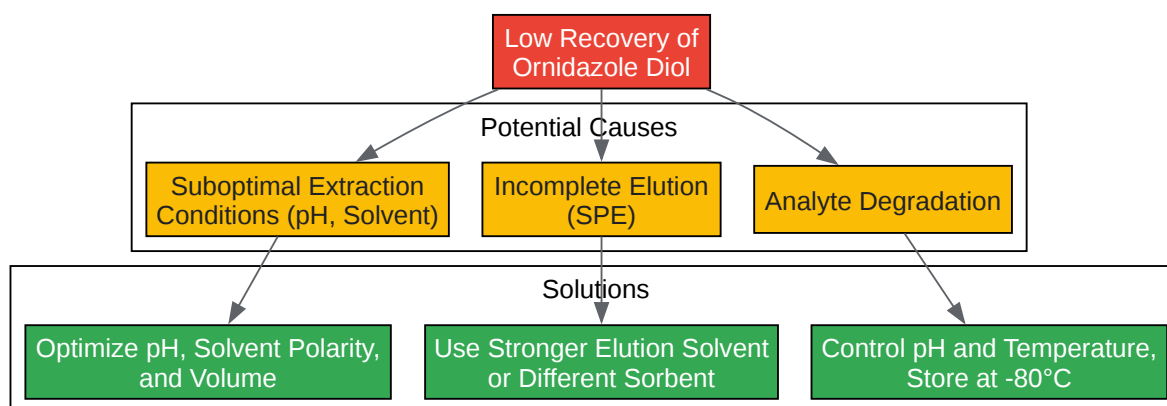 Low Recovery of
Ornidazole Diol
Potential Causes
Suboptimal Extraction
Conditions (pH, Solvent)
Incomplete Elution
(SPE)
Analyte Degradation
Solutions
Optimize pH, Solvent Polarity,
and Volume
Use Stronger Elution Solvent
or Different Sorbent
Control pH and Temperature,
Store at -80°C